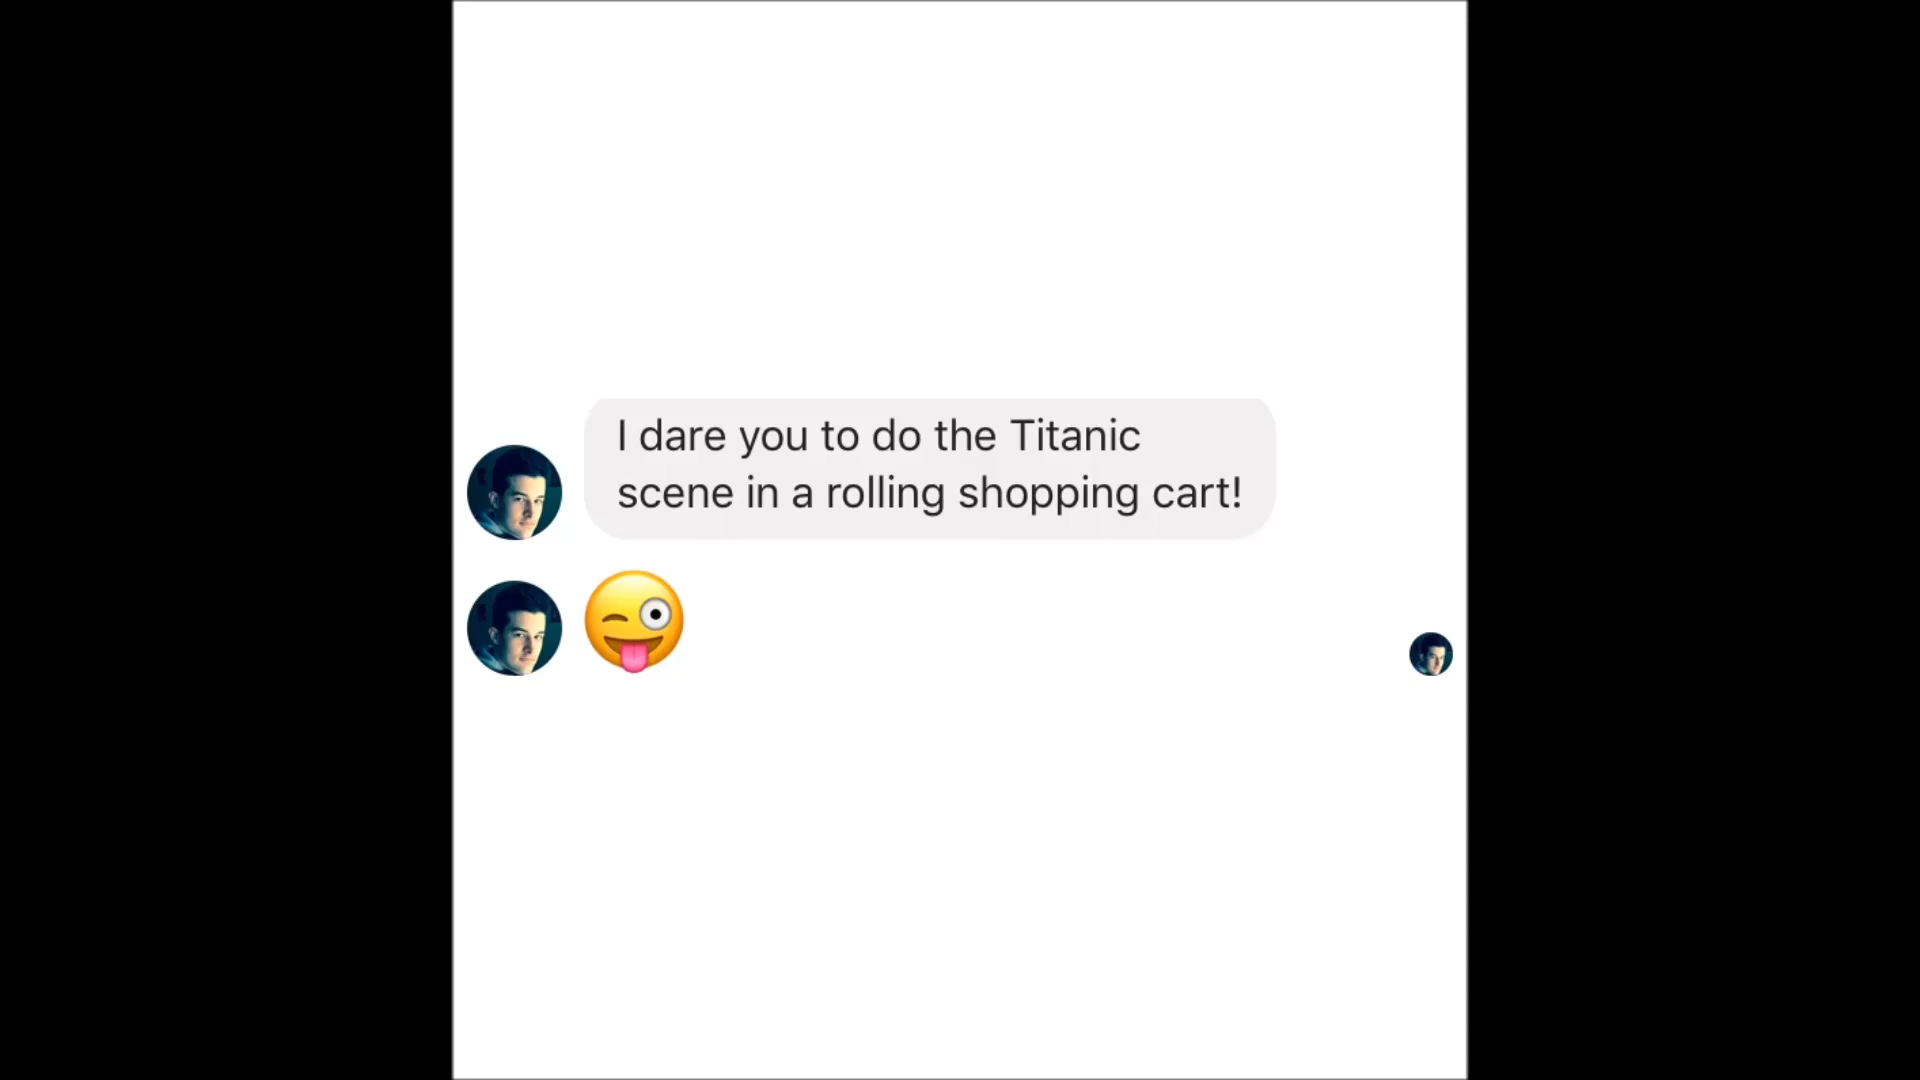 I dare you to do the Titanic
scene in a rolling shopping cart!
😜